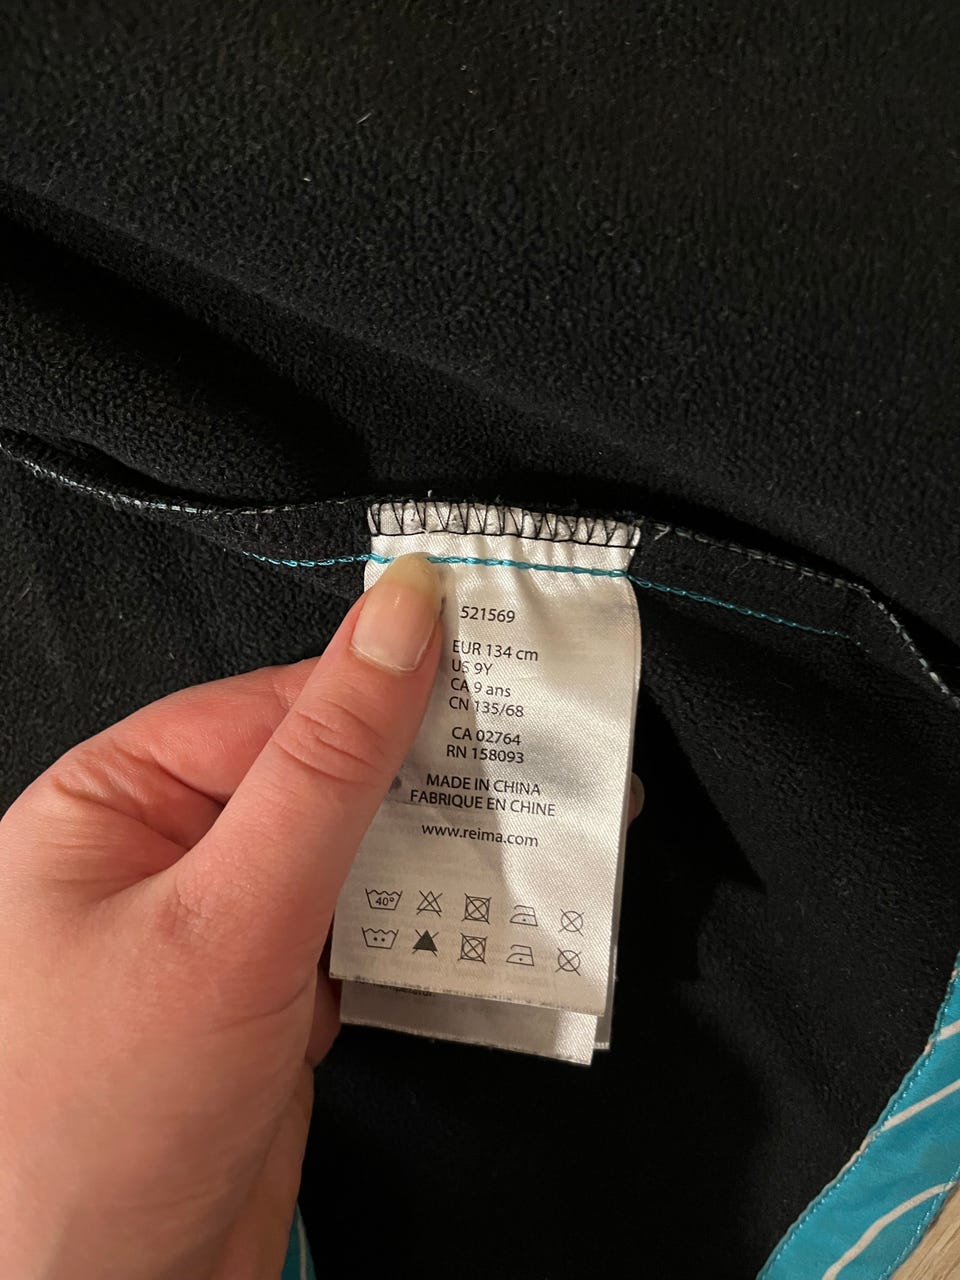 521569
EUR 134 cm
US 9Y
CA 9 ans
CN 135/68
CA 02764
RN 158093
MADE IN CHINA
FABRIQUE EN CHINE
www.reima.com
40°